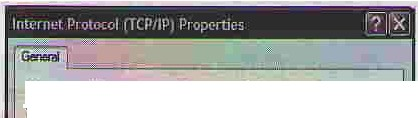 Internet Protocol (TCP/IP) Properties
General